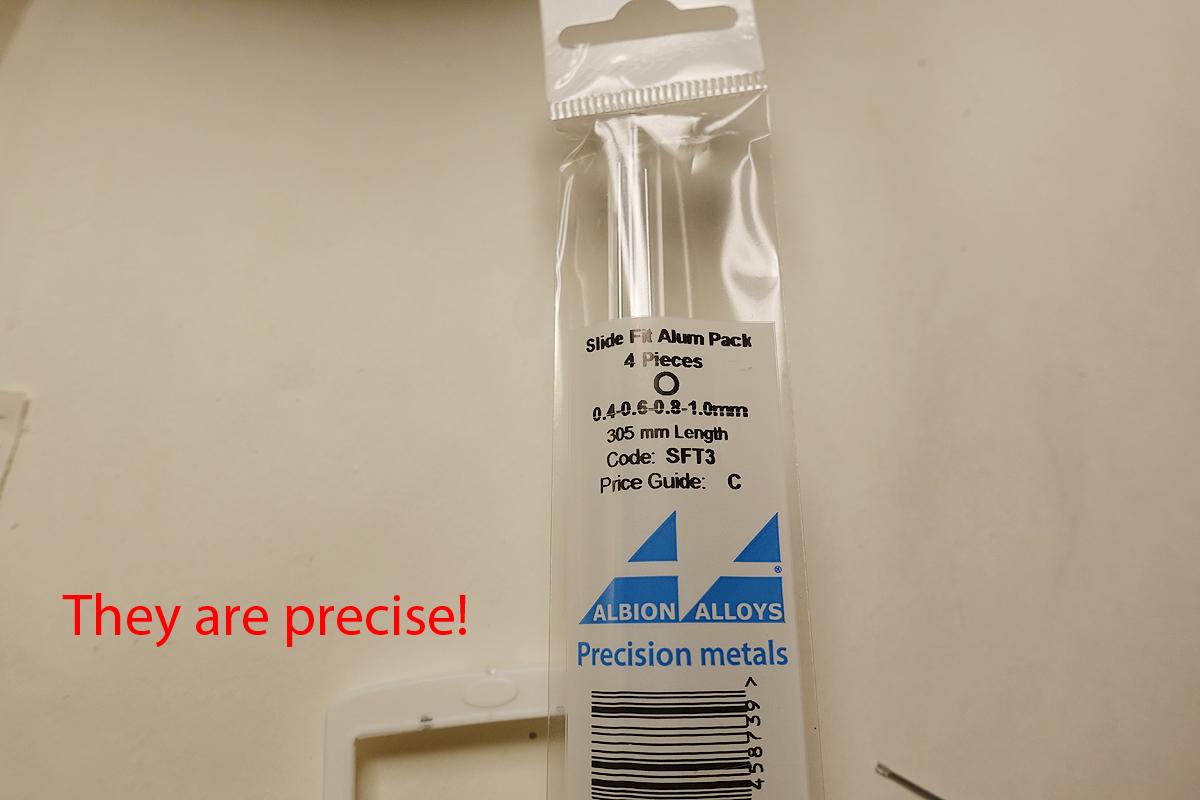 Slide Fit Alum Pack
4 Pieces
0.4-0.6-0.8-1.0mm
305 mm Length
Code: SFT3
Price Guide: C
ALBION ALLOYS®
Precision metals
458739 >
They are precise!